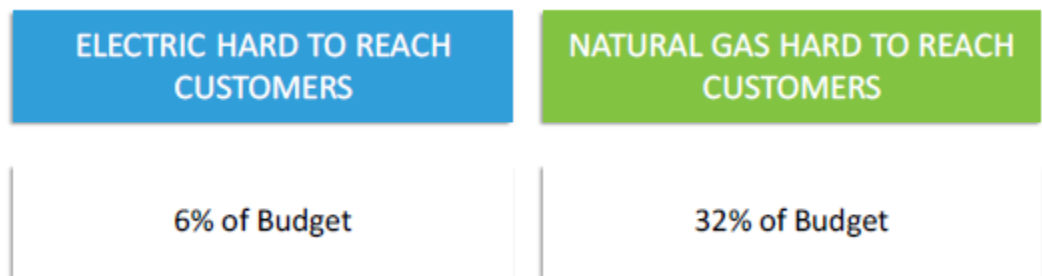 ELECTRIC HARD TO REACH
CUSTOMERS
NATURAL GAS HARD TO REACH
CUSTOMERS
6% of Budget
32% of Budget